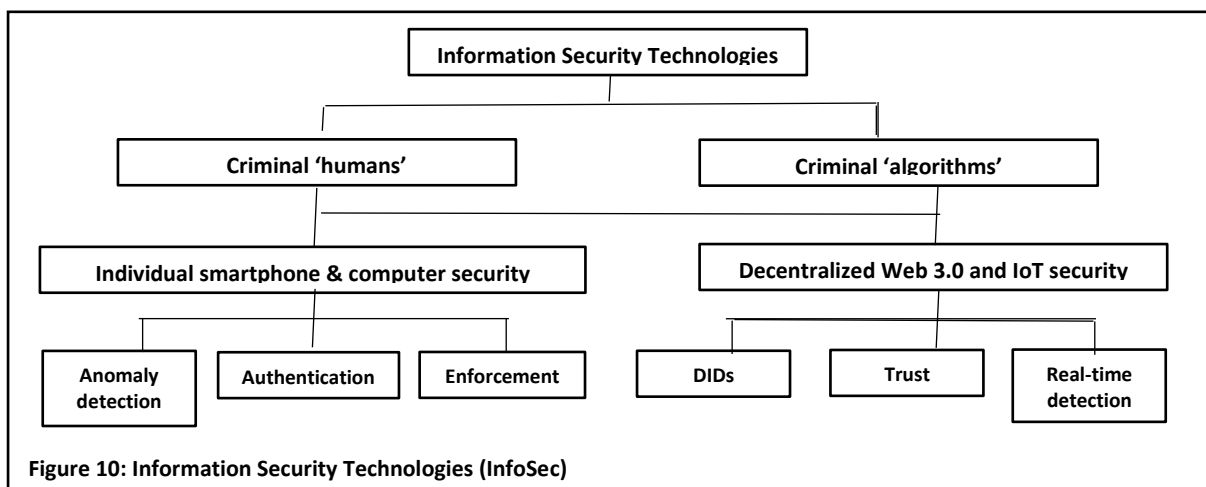 Information Security Technologies
Criminal ‘humans’
Criminal ‘algorithms’
Individual smartphone & computer security
Decentralized Web 3.0 and IoT security
Anomaly
detection
Authentication
Enforcement
DIDs
Trust
Real-time
detection
Figure 10: Information Security Technologies (InfoSec)